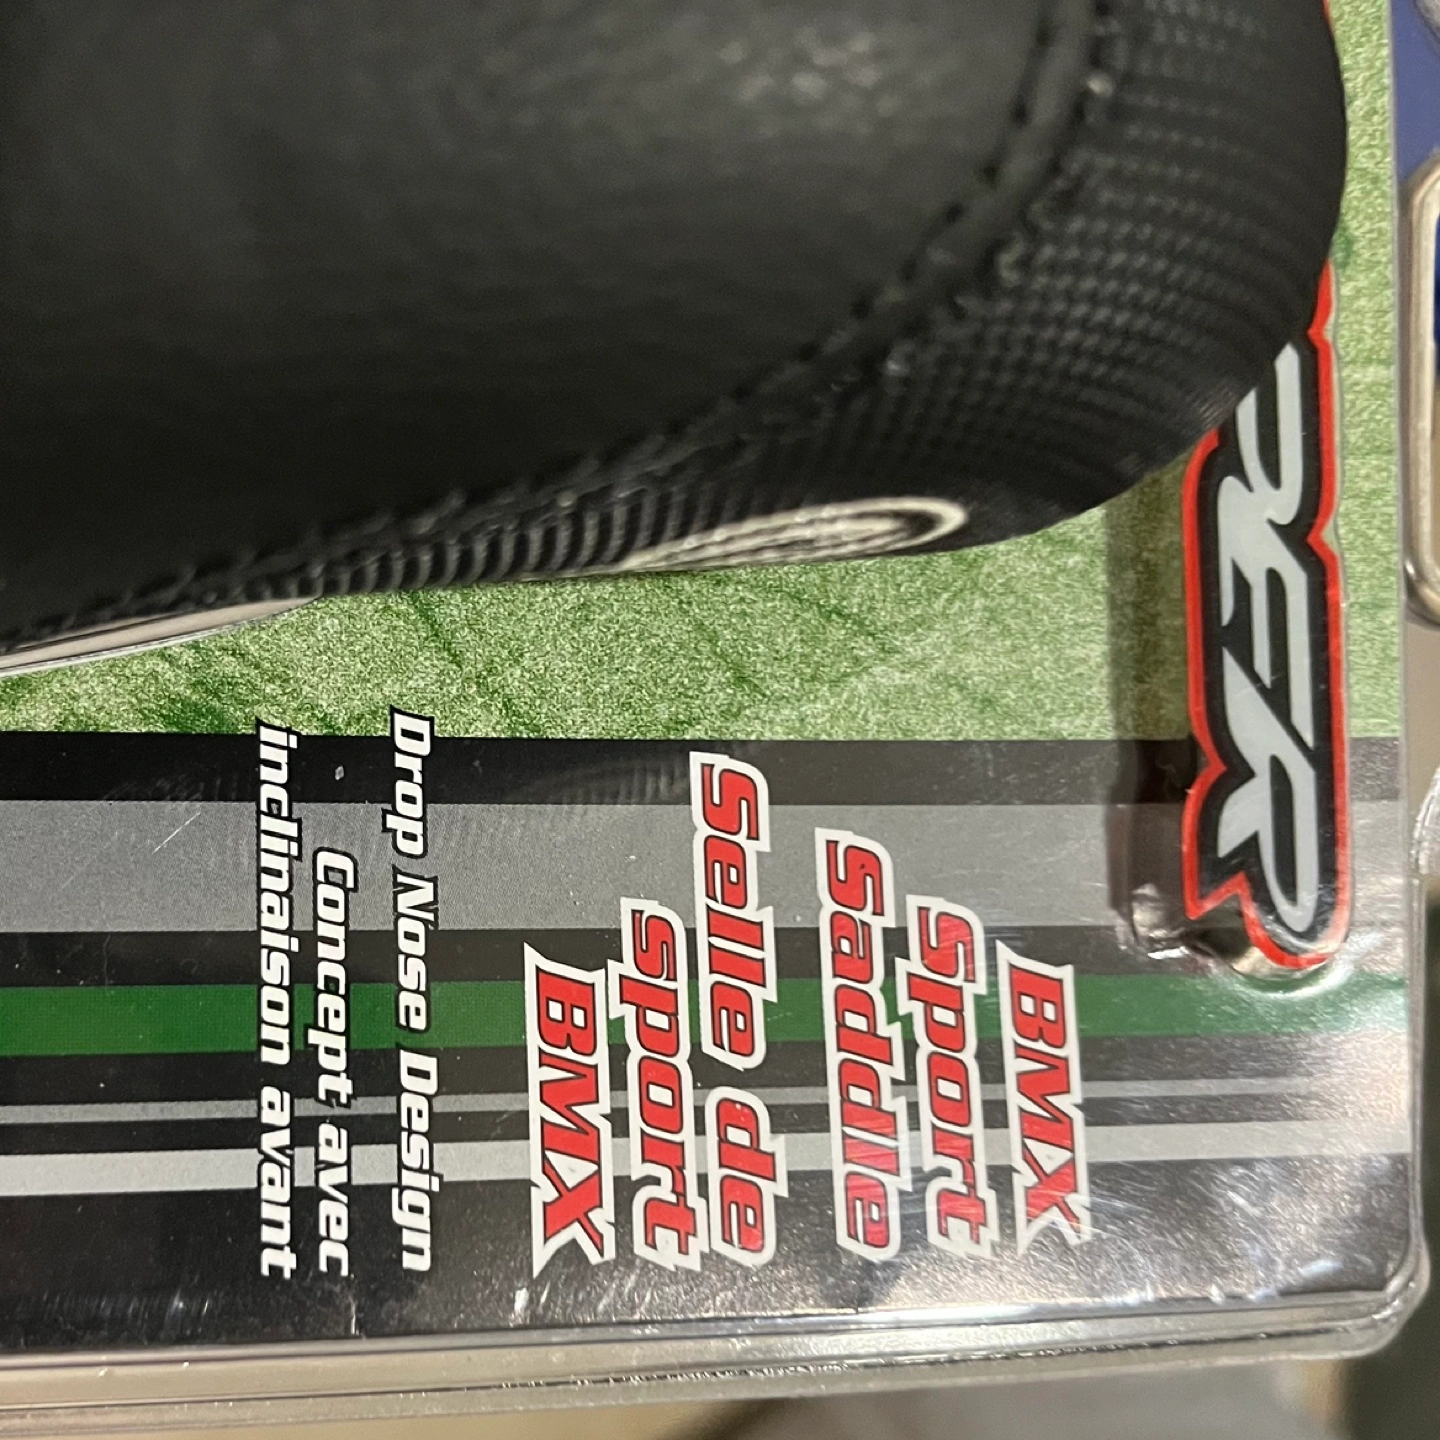 BMX
Sport
Saddle
Selle de
sport
BMX
Drop Nose Design
Concept avec
inclinaison avant